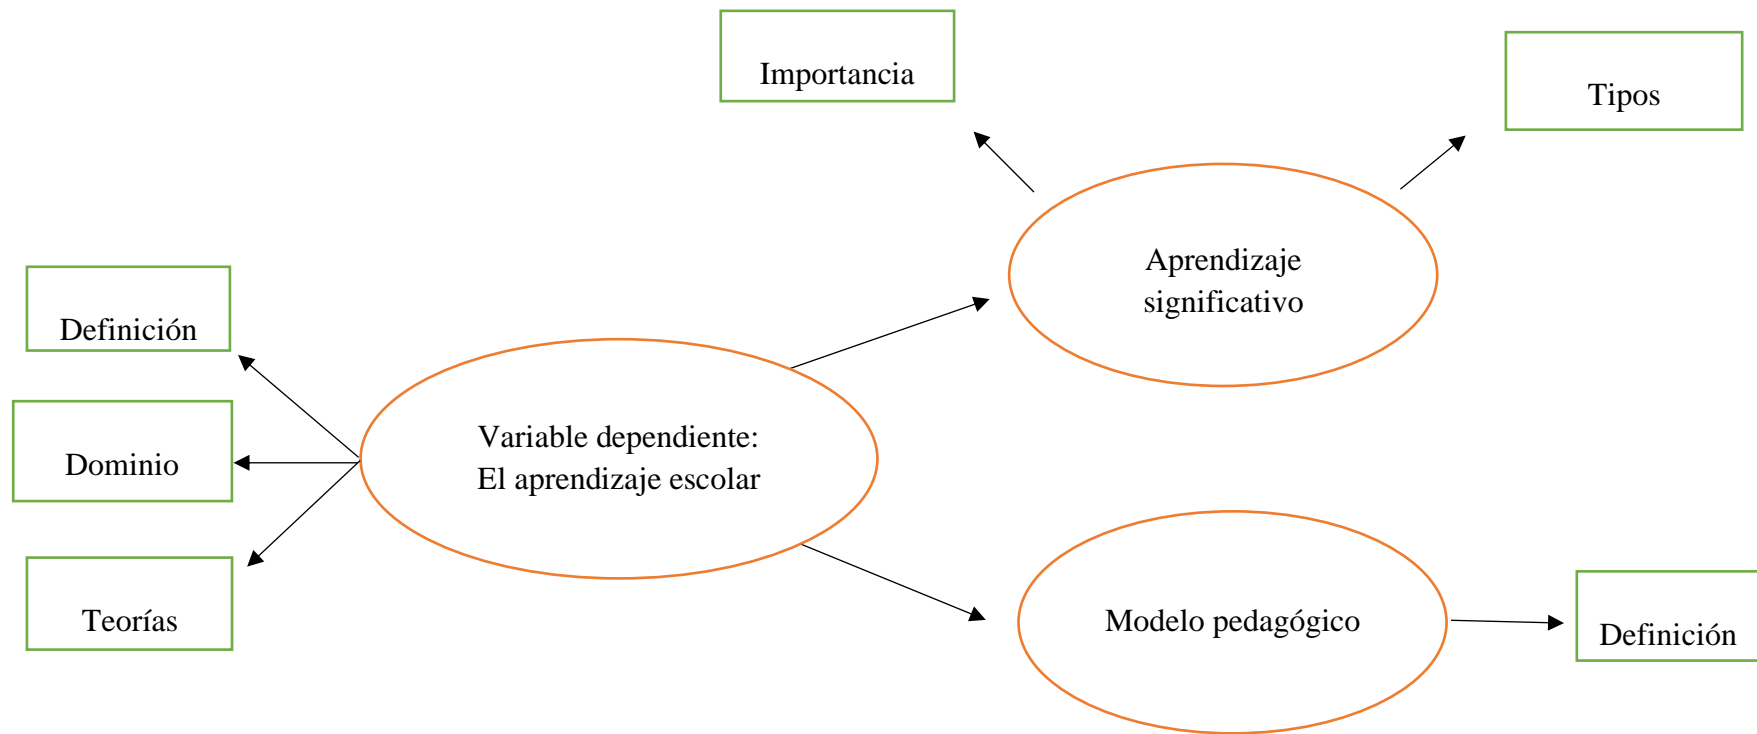 Importancia
Tipos
Aprendizaje
significativo
Definición
Dominio
Teorías
Variable dependiente:
El aprendizaje escolar
Modelo pedagógico
Definición